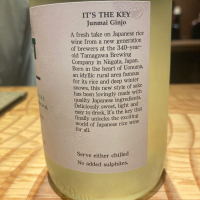 IT'S THE KEY
Junmai Ginjo
A fresh take on Japanese rice
wine from a new generation
of brewers at the 340-year-
old Tamagawa Brewing
Company in Niigata, Japan.
Born in the heart of Uonuma,
an idyllic rural area famous
for its rice and deep winter
snows, this new style of sake
has been lovingly made with
quality Japanese ingredients.
Deliciously sweet, light and
easy to drink, it's the key that
finally unlocks the exciting
world of Japanese rice wine
for all.
Serve either chilled
No added sulphites.